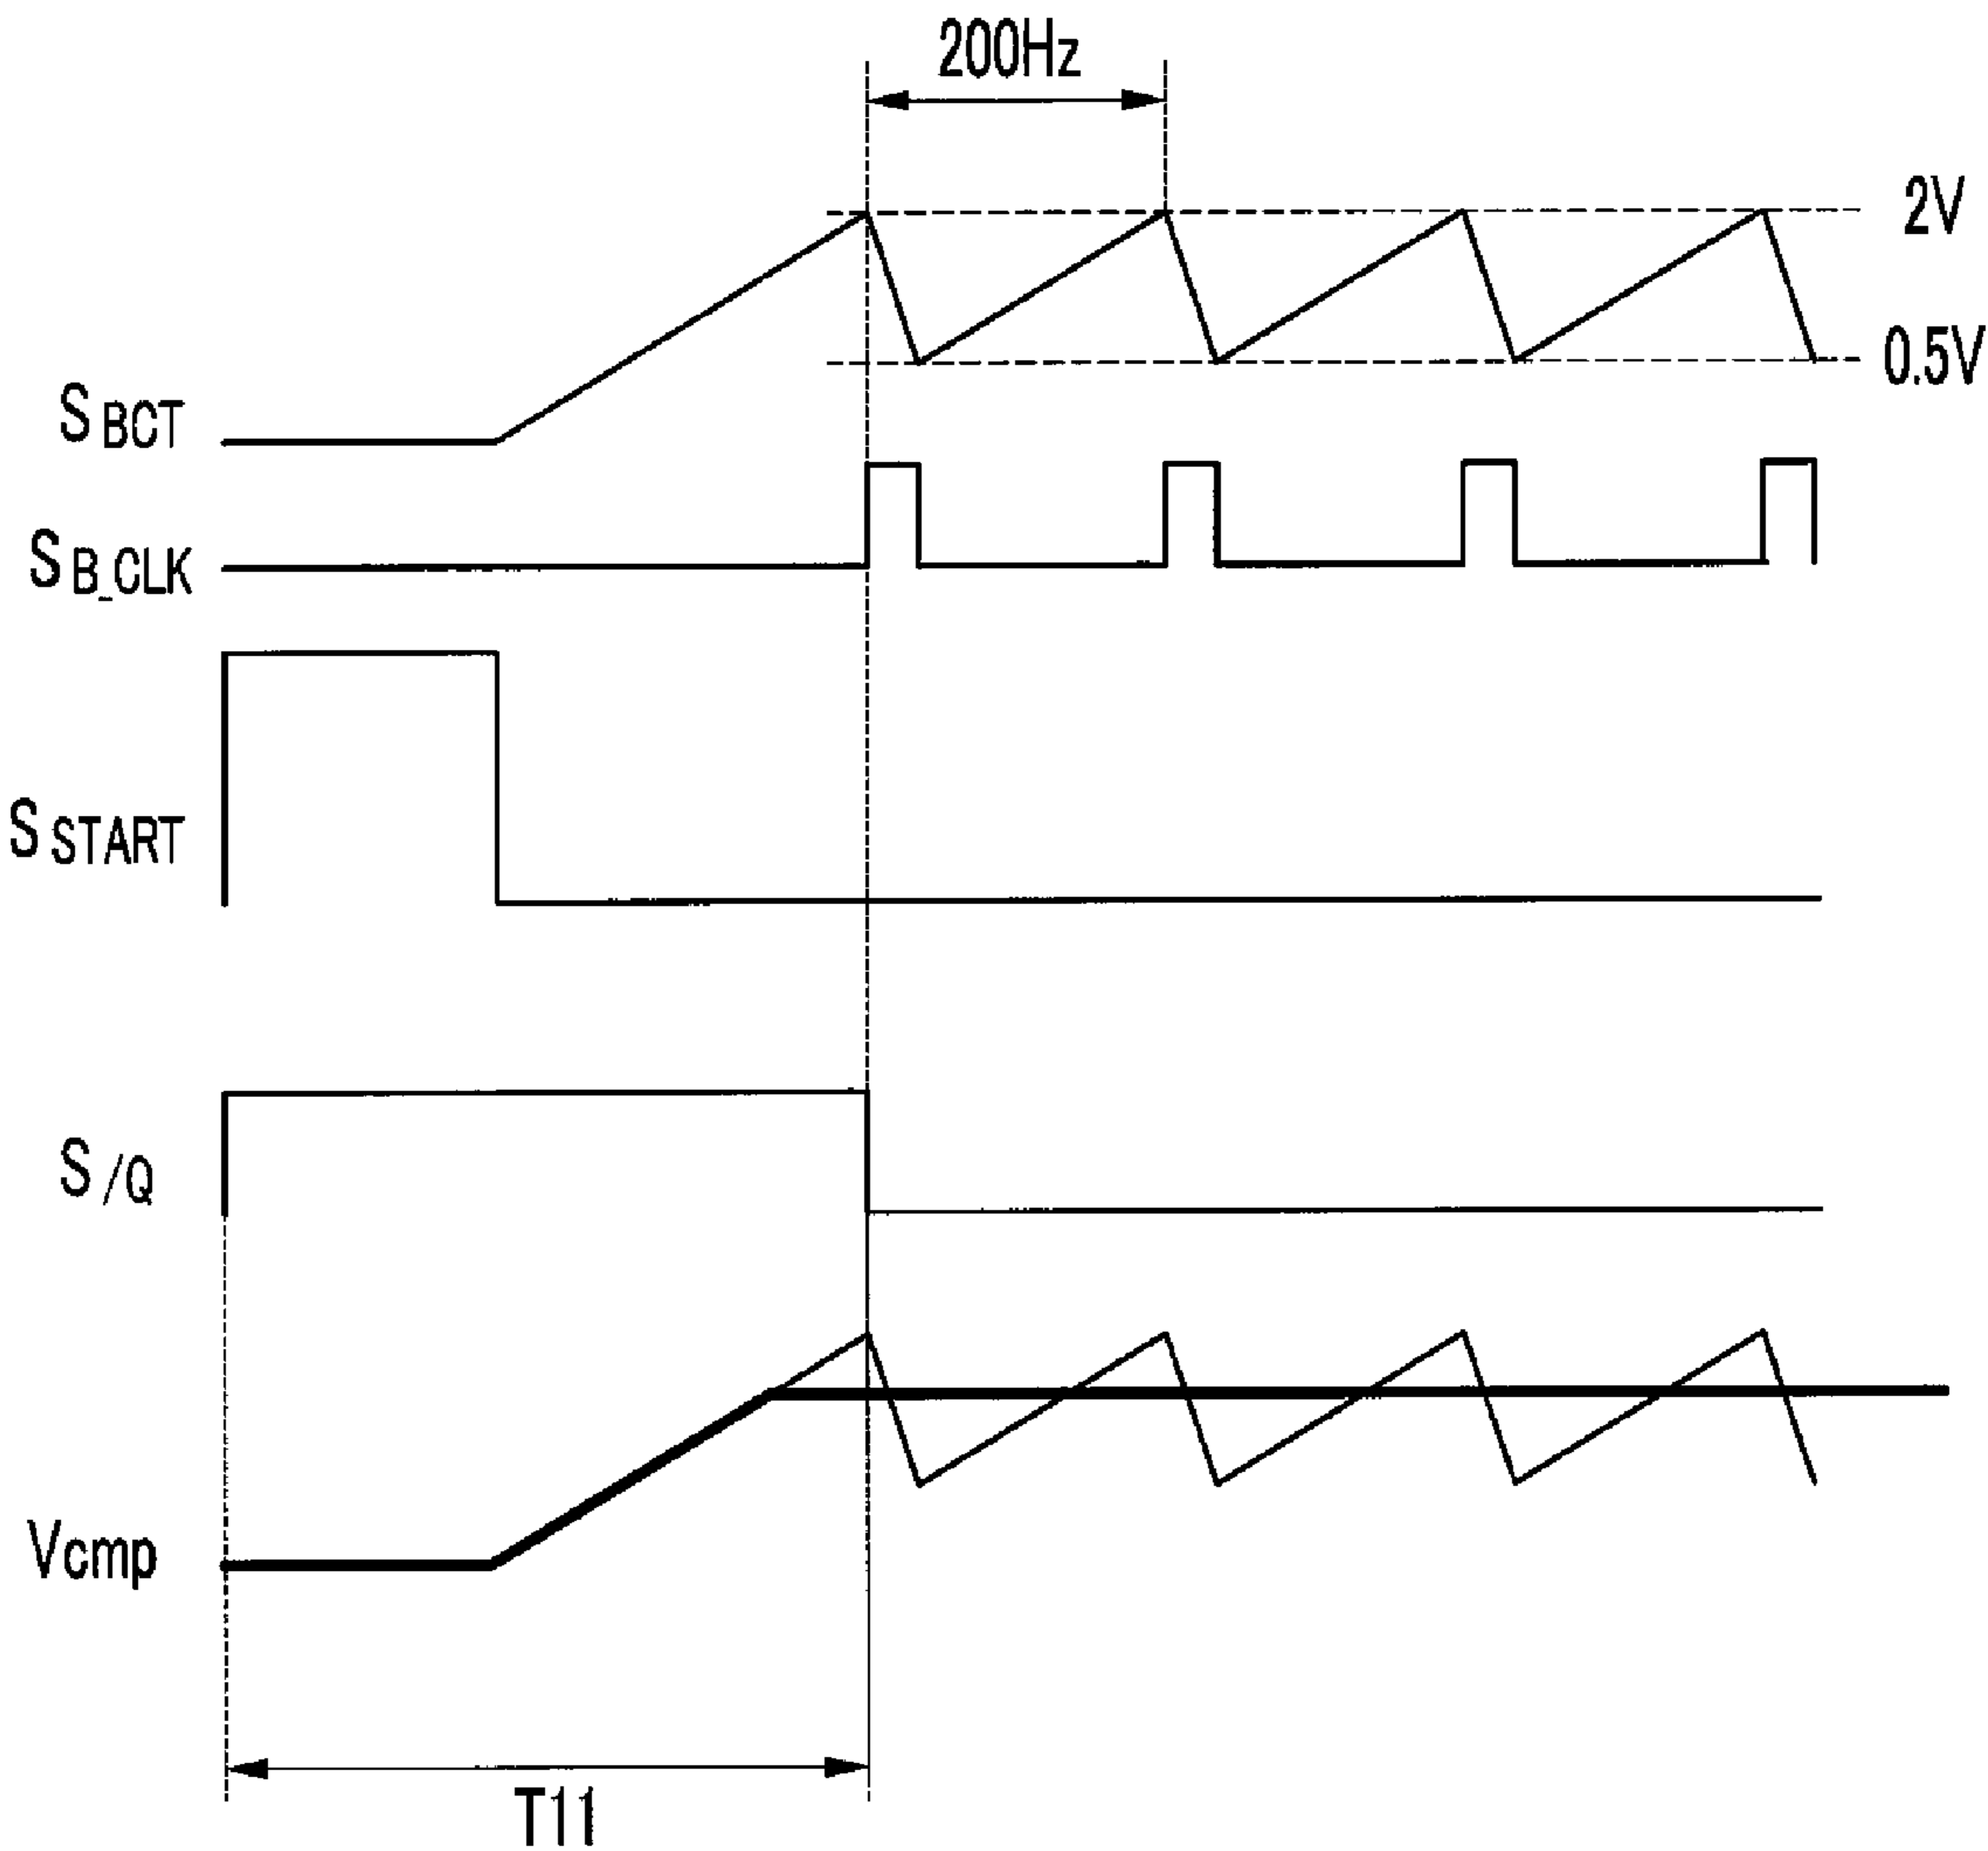 200Hz
2V
0.5V
S BCT
S B_CLK
S START
S /Q
Vcmp
T11